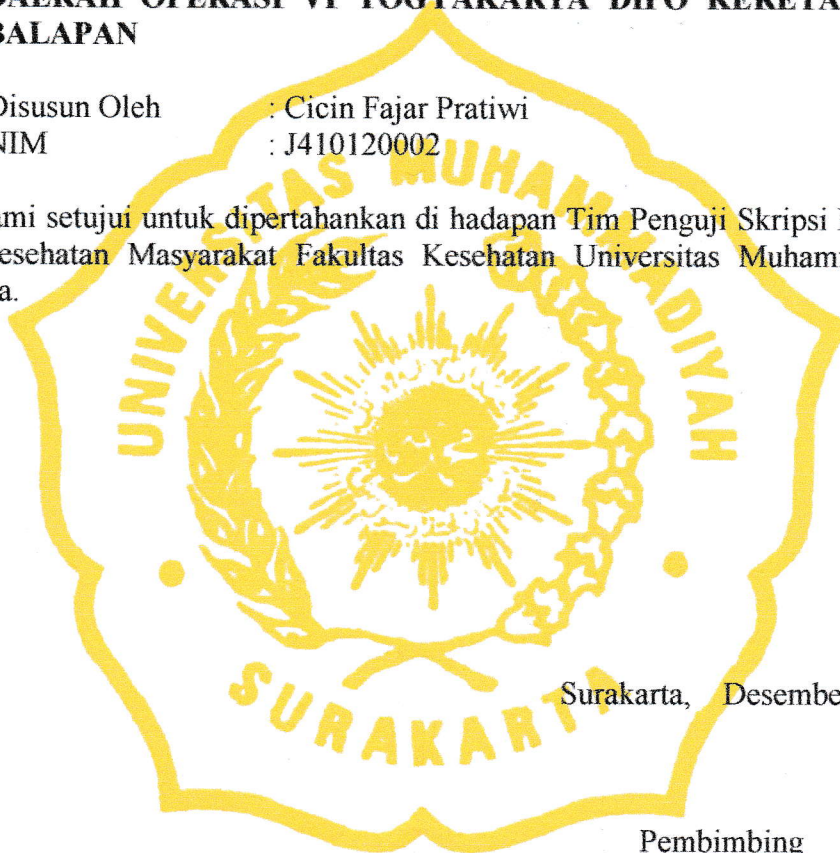 DAERAH OPERASI VI YOGYAKARTA DIPO KERETA
BALAPAN
Disusun Oleh : Cicin Fajar Pratiwi
NIM : J410120002
ami setujui untuk dipertahankan di hadapan Tim Penguji Skripsi
esehatan Masyarakat Fakultas Kesehatan Universitas Muham
a.
UNIVERSITAS MUHAMMADIYAH
SURAKARTA
Surakarta, Desembe
Pembimbing